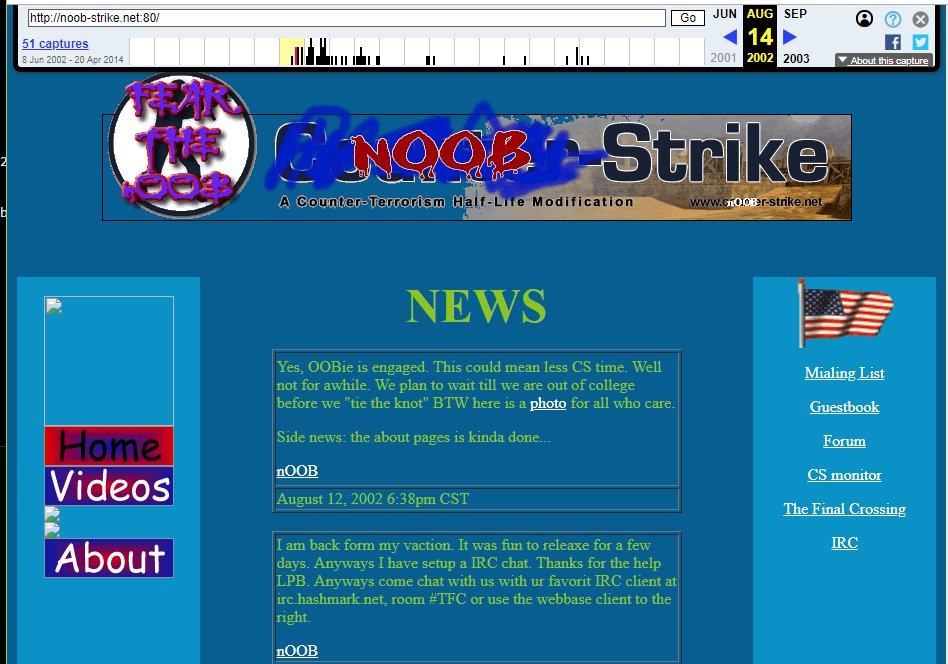 http://noob-strike.net:80/
Go
JUN
AUG
SEP
51 captures
14
8 Jun 2002 - 20 Apr 2014
2001
2002
2003
About this capture
FEAR
THE
nOOB
NOOB
Strike
A Counter-Terrorism Half-Life Modification
nOOB
er-strike.net
NEWS
Yes, OOBie is engaged. This could mean less CS time. Well
not for awhile. We plan to wait till we are out of college
before we "tie the knot" BTW here is a photo for all who care.
Side news: the about pages is kinda done...
nOOB
August 12, 2002 6:38pm CST
I am back form my vaction. It was fun to releaxe for a few
days. Anyways I have setup a IRC chat. Thanks for the help
LPB. Anyways come chat with us with ur favorit IRC client at
irc.hashmark.net, room #TFC or use the webbase client to the
right.
nOOB
Home
Videos
About
Mialing List
Guestbook
Forum
CS monitor
The Final Crossing
IRC